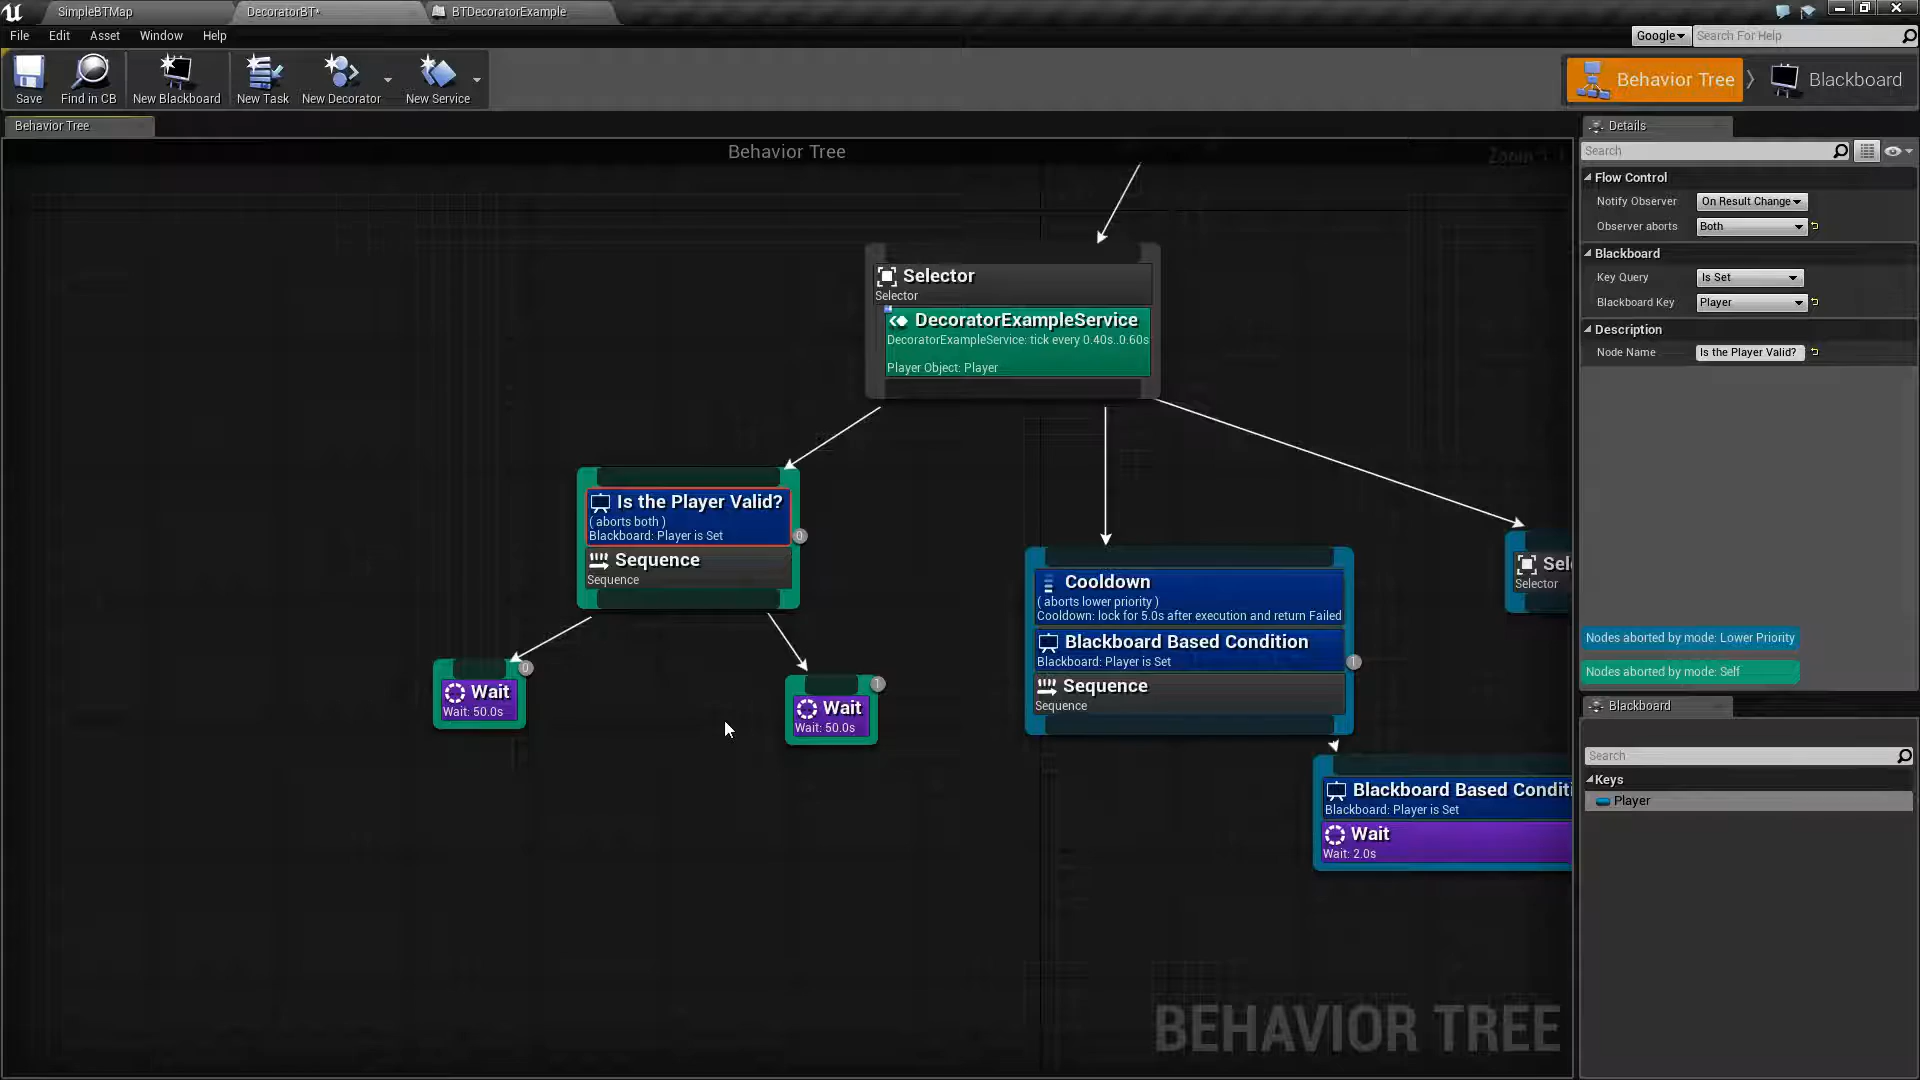 SimpleBTMap
DecoratorBT*
BTDecoratorExample
File
Edit
Asset
Window
Help
Google
Search For Help
Save
Find in CB
New Blackboard
New Task
New Decorator
New Service
Behavior Tree
Blackboard
Behavior Tree
Behavior Tree
Selector
Selector
DecoratorExampleService
DecoratorExampleService: tick every 0.40s..0.60s
Player Object: Player
Is the Player Valid?
( aborts both )
Blackboard: Player is Set
0
Sequence
Sequence
0
Wait
Wait: 50.0s
1
Wait
Wait: 50.0s
Cooldown
( aborts lower priority )
Cooldown: lock for 5.0s after execution and return Failed
Blackboard Based Condition
Blackboard: Player is Set
1
Sequence
Sequence
Selector
Blackboard Based Conditi
Blackboard: Player is Set
Wait
Wait: 2.0s
BEHAVIOR TREE
Details
Search
Flow Control
Notify Observer
On Result Change
Observer aborts
Both
Blackboard
Key Query
Is Set
Blackboard Key
Player
Description
Node Name
Is the Player Valid?
Nodes aborted by mode: Lower Priority
Nodes aborted by mode: Self
Blackboard
Search
Keys
Player